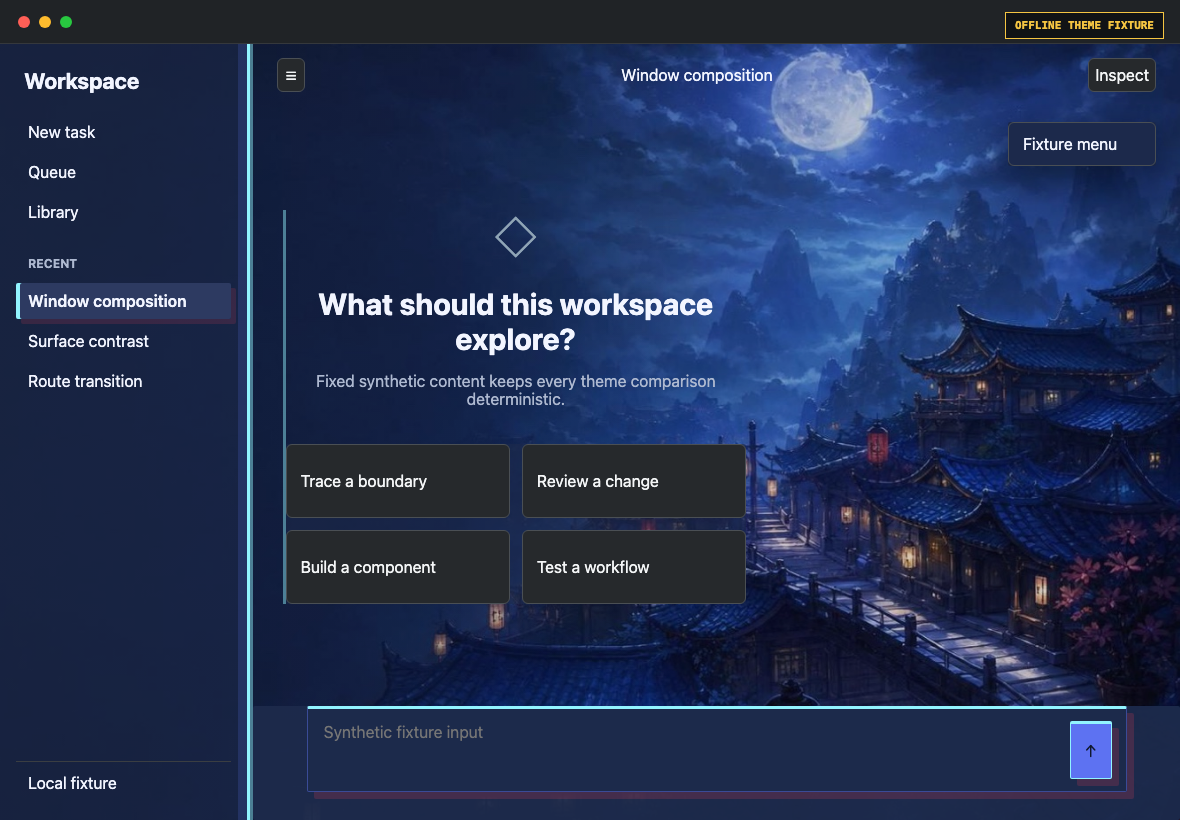 OFFLINE THEME FIXTURE
Workspace
New task
Queue
Library
RECENT
Window composition
Surface contrast
Route transition
Local fixture
Window composition
Inspect
Fixture menu
What should this workspace
explore?
Fixed synthetic content keeps every theme comparison
deterministic.
Trace a boundary
Review a change
Build a component
Test a workflow
Synthetic fixture input